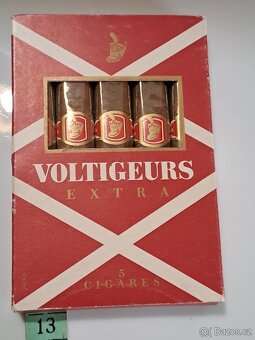 VOLTIGEURS
EXTRA
5
CIGARES
13
© Bazos.cz